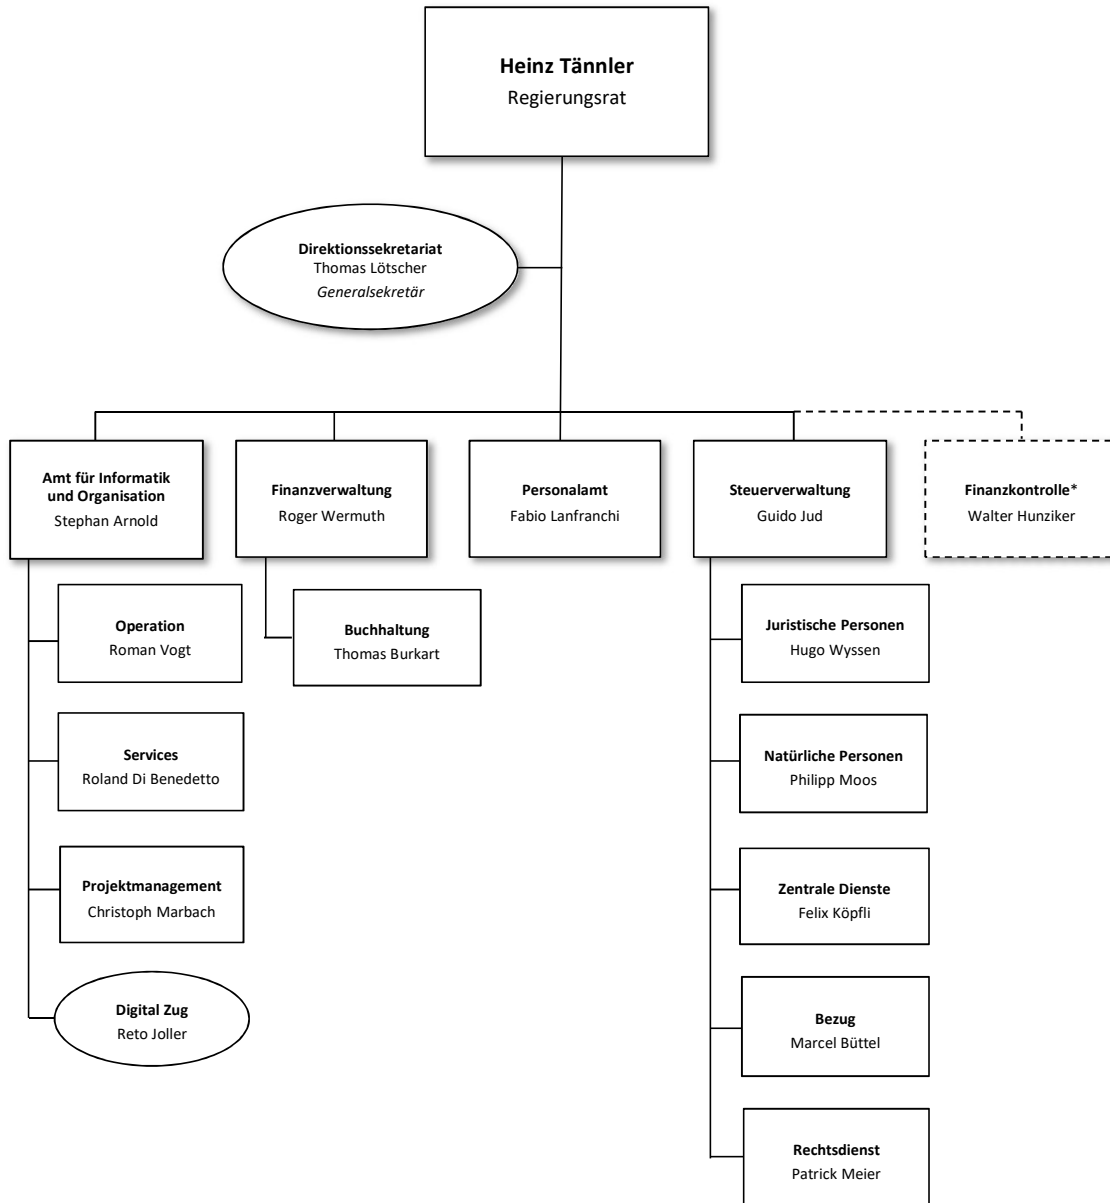 Heinz Tännler
Regierungsrat
Direktionssekretariat
Thomas Lötscher
Generalsekretär
Amt für Informatik
und Organisation
Stephan Arnold
Finanzverwaltung
Roger Wermuth
Personalamt
Fabio Lanfranchi
Steuerverwaltung
Guido Jud
Finanzkontrolle*
Walter Hunziker
Operation
Roman Vogt
Services
Roland Di Benedetto
Projektmanagement
Christoph Marbach
Digital Zug
Reto Joller
Buchhaltung
Thomas Burkart
Juristische Personen
Hugo Wyssen
Natürliche Personen
Philipp Moos
Zentrale Dienste
Felix Köpfli
Bezug
Marcel Büttel
Rechtsdienst
Patrick Meier